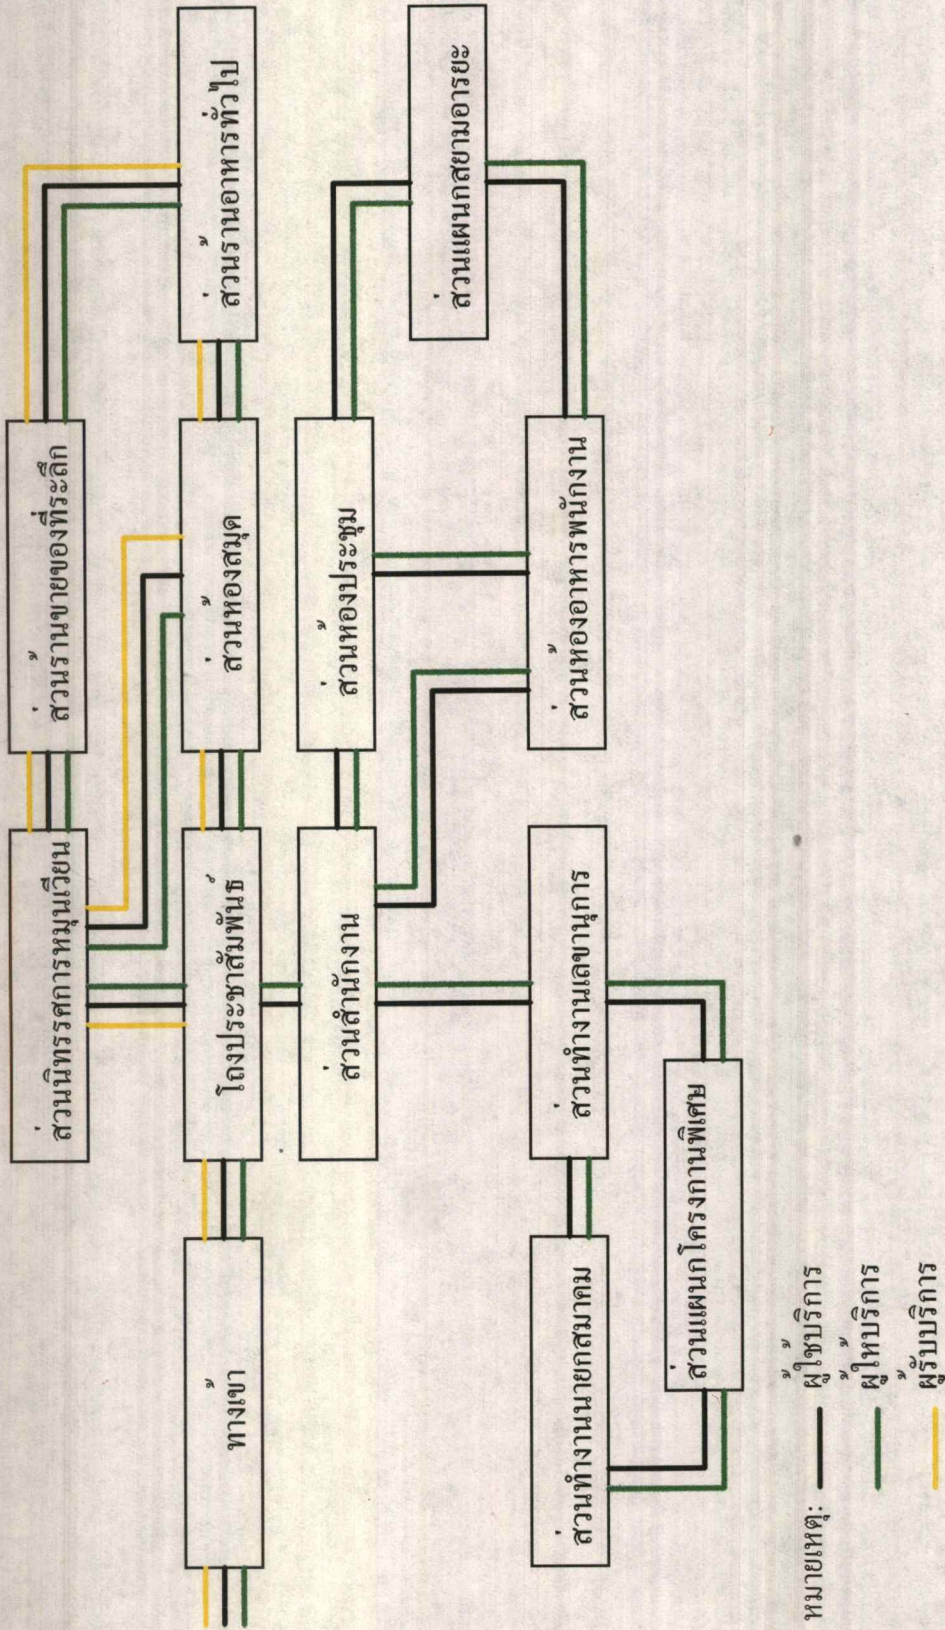 ส่วนนิทรรศการหมุนเวียน
ส่วนร้านขายของที่ระลึก
ทางเข้า
โถงประชาสัมพันธ์
ส่วนห้องสมุด
ส่วนร้านอาหารทั่วไป
ส่วนสำนักงาน
ส่วนห้องประชุม
ส่วนแผนกสยามอารยะ
ส่วนทำงานนายกสมาคม
ส่วนทำงานเลขานุการ
ส่วนห้องอาหารพนักงาน
ส่วนแผนกโครงการพิเศษ
หมายเหตุ: ผู้ใช้บริการ
ผู้ให้บริการ
ผู้รับบริการ